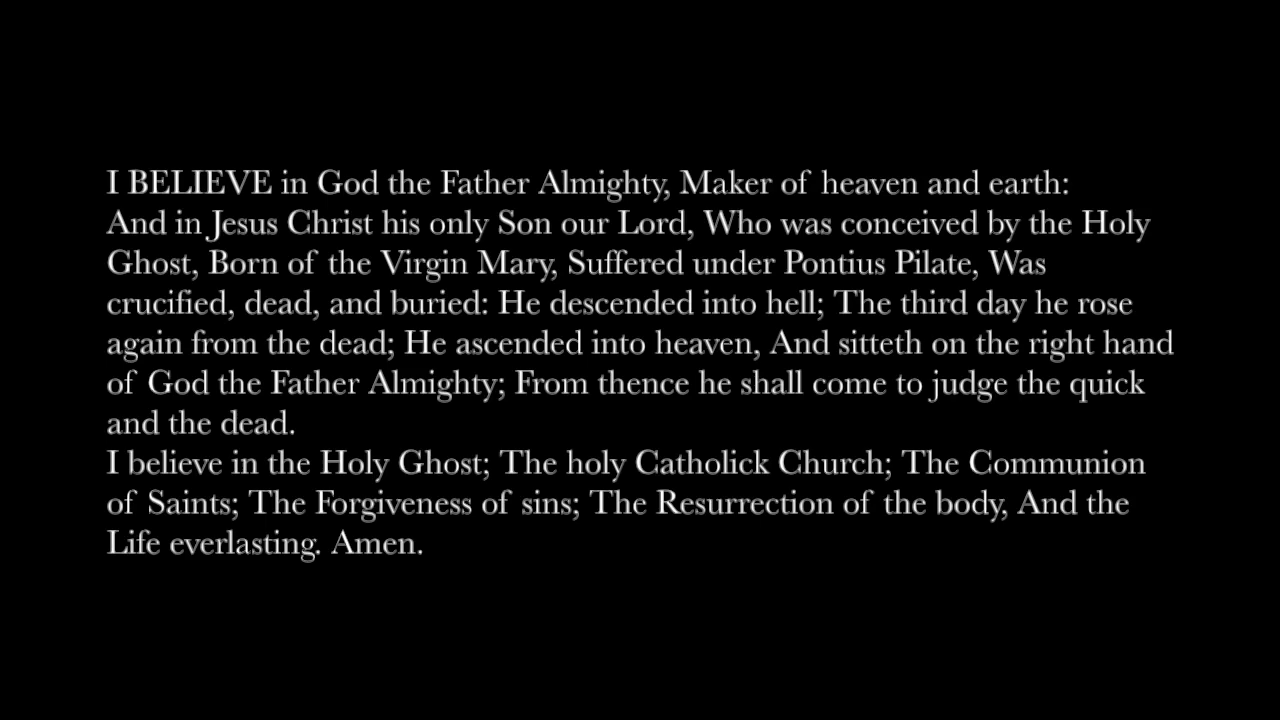 I BELIEVE in God the Father Almighty, Maker of heaven and earth:
And in Jesus Christ his only Son our Lord, Who was conceived by the Holy
Ghost, Born of the Virgin Mary, Suffered under Pontius Pilate, Was
crucified, dead, and buried: He descended into hell; The third day he rose
again from the dead; He ascended into heaven, And sitteth on the right hand
of God the Father Almighty; From thence he shall come to judge the quick
and the dead.
I believe in the Holy Ghost; The holy Catholick Church; The Communion
of Saints; The Forgiveness of sins; The Resurrection of the body, And the
Life everlasting. Amen.